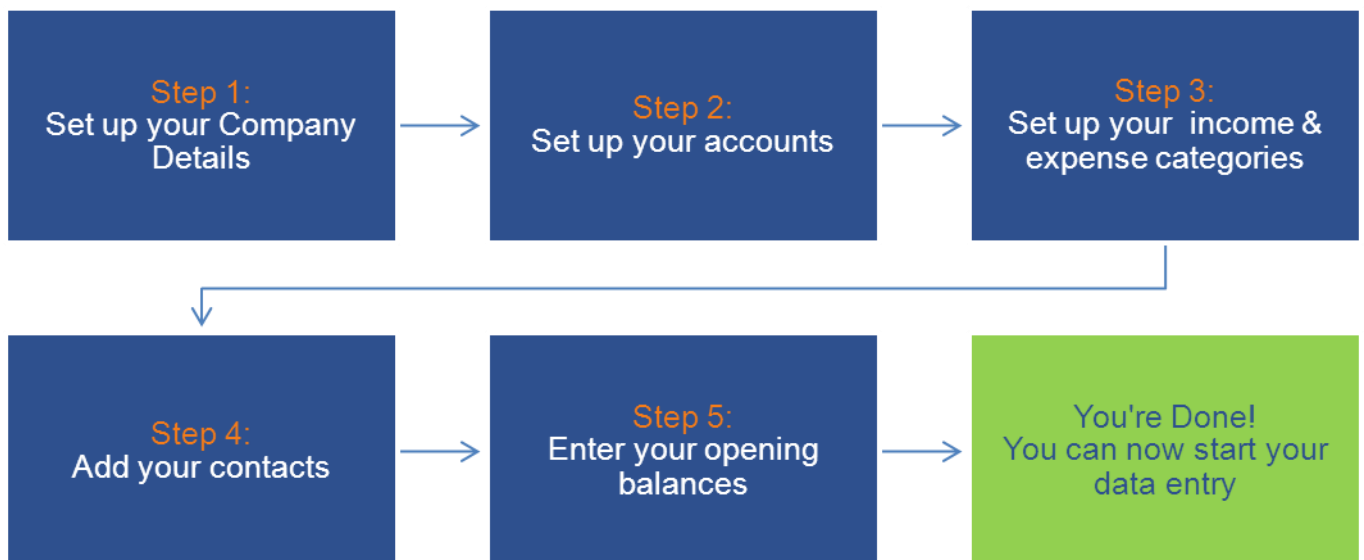 Step 1:
Set up your Company
Details
Step 2:
Set up your accounts
Step 3:
Set up your  income &
expense categories
Step 4:
Add your contacts
Step 5:
Enter your opening
balances
You're Done!
You can now start your
data entry